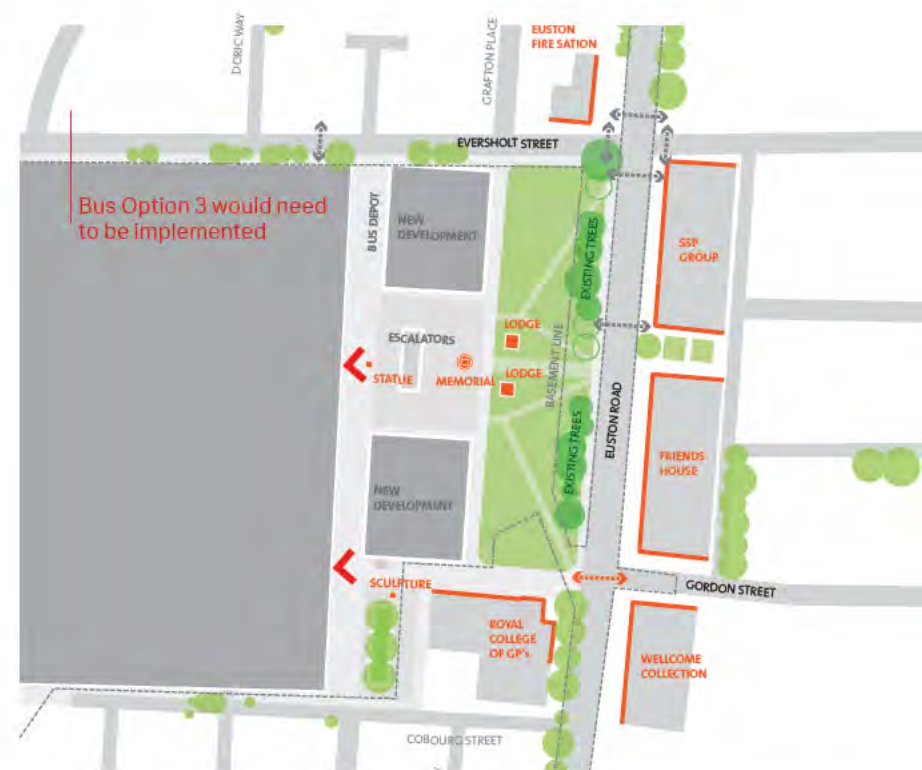 DORIC WAY
GRAFTON PLACE
EUSTON
FIRE SATION
EVERSHOLT STREET
Bus Option 3 would need
to be implemented
BUS DEPOT
NEW
DEVELOPMENT
SSP
GROUP
EXISTING TREES
ESCALATORS
LODGE
STATUE
MEMORIAL
LODGE
BASEMENT LINE
EUSTON ROAD
EXISTING TREES
FRIENDS
HOUSE
NEW
DEVELOPMENT
SCULPTURE
GORDON STREET
ROYAL
COLLEGE
OF GP's
WELLCOME
COLLECTION
COBOURG STREET